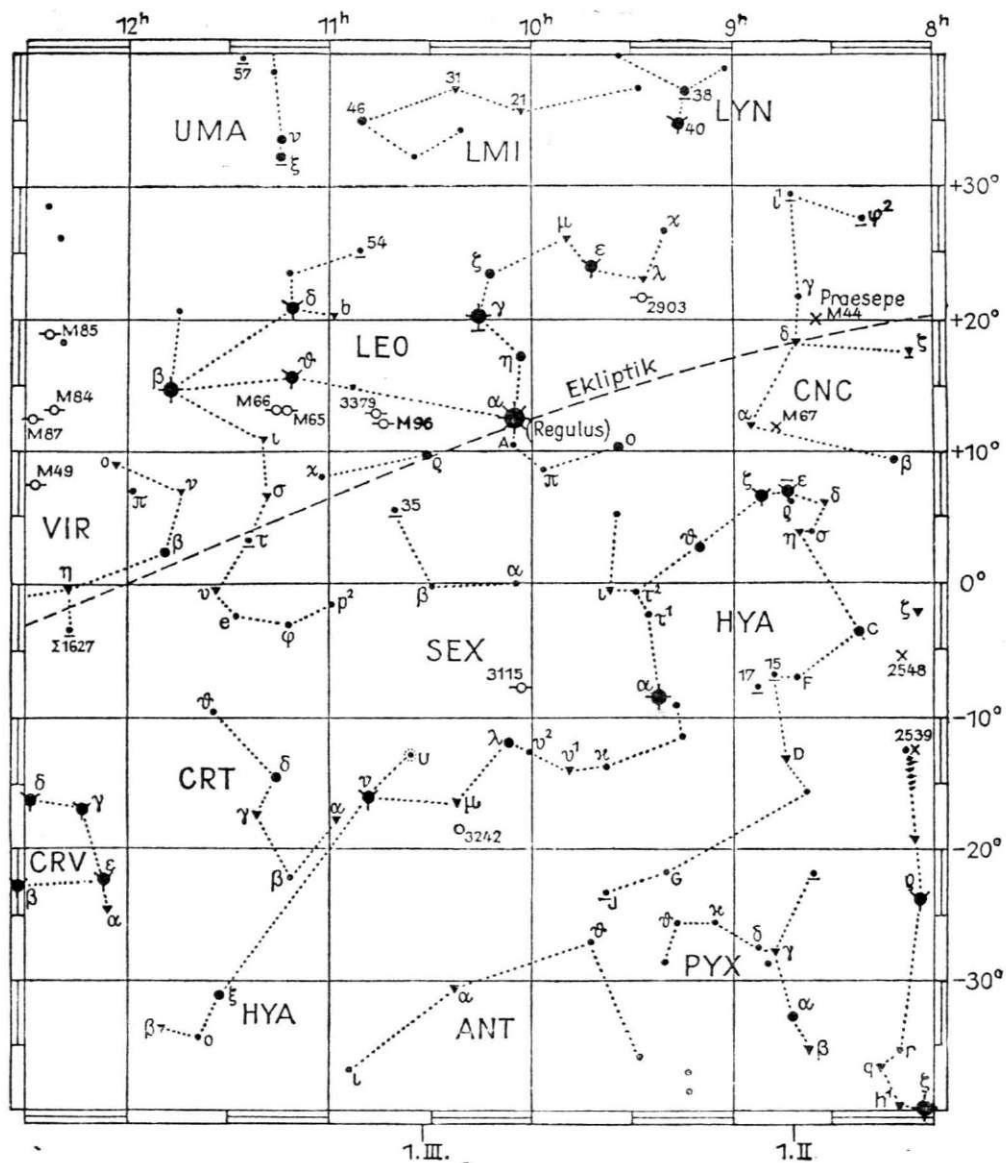 12h 11h 10h 9h 8h
57
31
38
46 21 LYN
UMA ν 40
LMI
ξ
+30°
ι1 φ2
μ ε χ
54 ζ λ
γ
δ b γ 2903 Praesepe
M44
+20°
M85 LEO δ ζ
ϑ η Ekliptik
β CNC
M84 M66 M65 3379 M96 α α M67
M87 (Regulus)
A ο
ι +10°
M49 ο χ ϱ π β
π ν σ ζ ε
ϱ δ
VIR 35 ϑ
β τ η σ
η α 0°
υ β ι τ2
e p2 τ1 HYA ζ
Σ1627 φ C
SEX 2548
3115 17 15 F
α
−10°
ϑ λ υ2 2539
U υ1 ϰ D
CRT δ
δ γ ν μ
γ α
3242
CRV ε −20°
β β G ϱ
α J
ϑ ϑ ϰ δ
γ
PYX
−30°
ξ α α
β ο HYA ANT β
r
ι q ζ
h1
1.III. 1.II